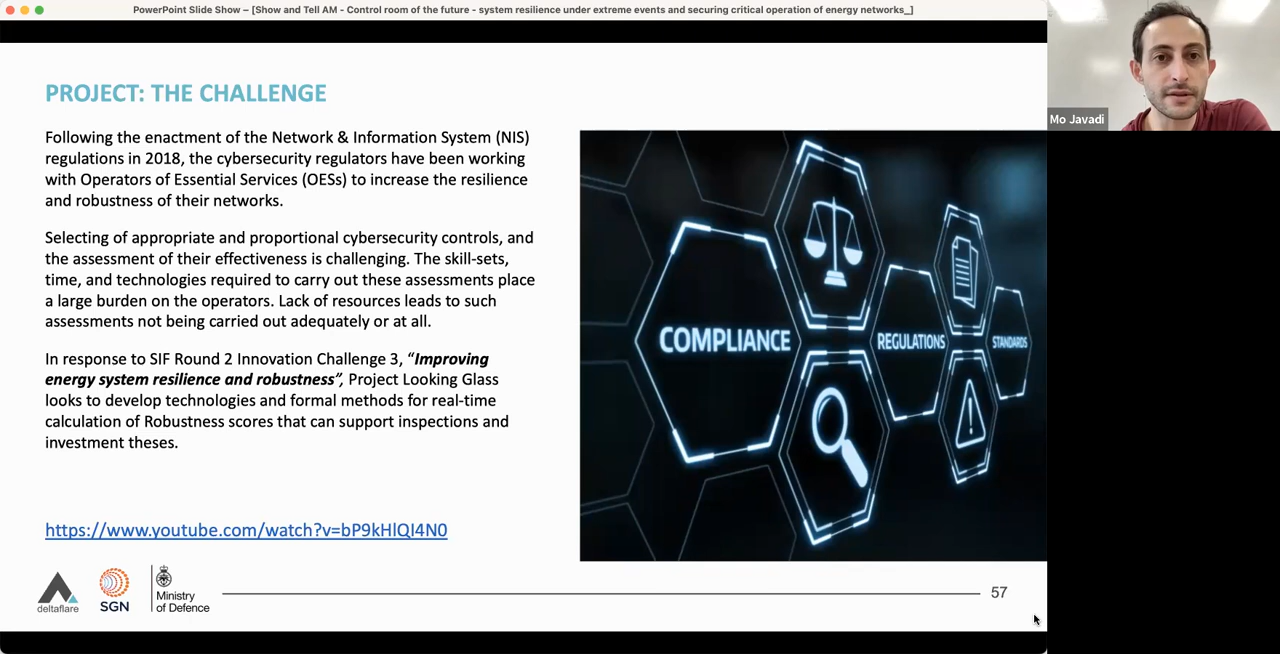 PowerPoint Slide Show – [Show and Tell AM - Control room of the future - system resilience under extreme events and securing critical operation of energy networks_]
Mo Javadi
PROJECT: THE CHALLENGE
Following the enactment of the Network & Information System (NIS)
regulations in 2018, the cybersecurity regulators have been working
with Operators of Essential Services (OESs) to increase the resilience
and robustness of their networks.
Selecting of appropriate and proportional cybersecurity controls, and
the assessment of their effectiveness is challenging. The skill-sets,
time, and technologies required to carry out these assessments place
a large burden on the operators. Lack of resources leads to such
assessments not being carried out adequately or at all.
In response to SIF Round 2 Innovation Challenge 3, “Improving
energy system resilience and robustness”, Project Looking Glass
looks to develop technologies and formal methods for real-time
calculation of Robustness scores that can support inspections and
investment theses.
https://www.youtube.com/watch?v=bP9kHlQI4N0
COMPLIANCE
REGULATIONS
STANDARDS
deltaflare
SGN
Ministry
of Defence
57